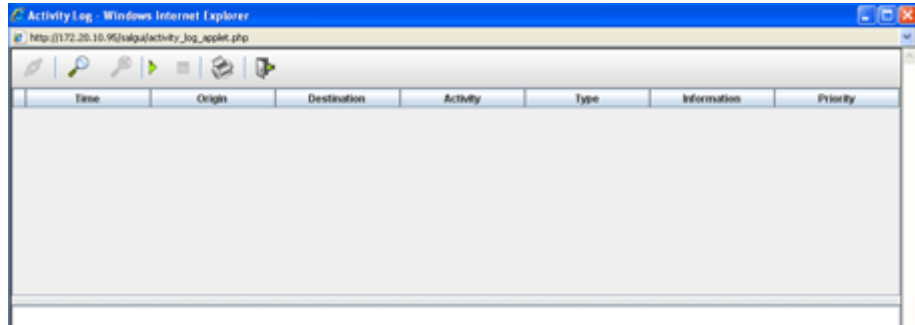 Activity Log - Windows Internet Explorer
http://172.20.10.95/salgui/activity_log_applet.php
Time Origin Destination Activity Type Information Priority